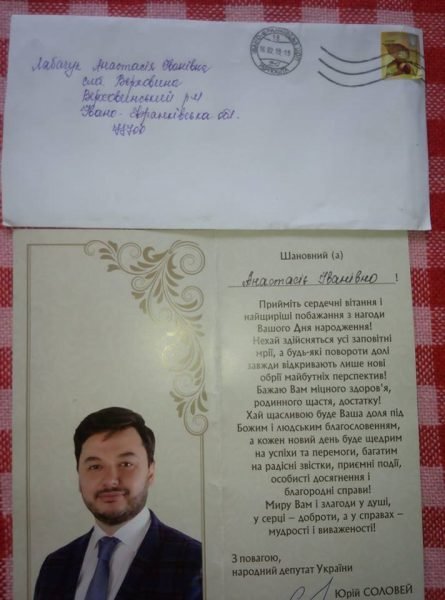 Лабачук Анастасія Іванівна
смт Верховина
Верховинський р-н
Івано-Франківська обл.
78700
Шановний (а)
Анастасіє Іванівно !
Прийміть сердечні вітання і
найщиріші побажання з нагоди
Вашого Дня народження!
Нехай здійсняться усі заповітні
мрії, а будь-які повороти долі
завжди відкривають лише нові
обрії майбутніх перспектив!
Бажаю Вам міцного здоров'я,
родинного щастя, достатку!
Хай щасливою буде Ваша доля під
Божим і людським благословенням,
а кожен новий день буде щедрим
на успіхи та перемоги, багатим
на радісні звістки, приємні події,
особисті досягнення і
благородні справи!
Миру Вам і злагоди у душі,
у серці – доброти, а у справах –
мудрості і виваженості!
З повагою,
народний депутат України
Юрій СОЛОВЕЙ